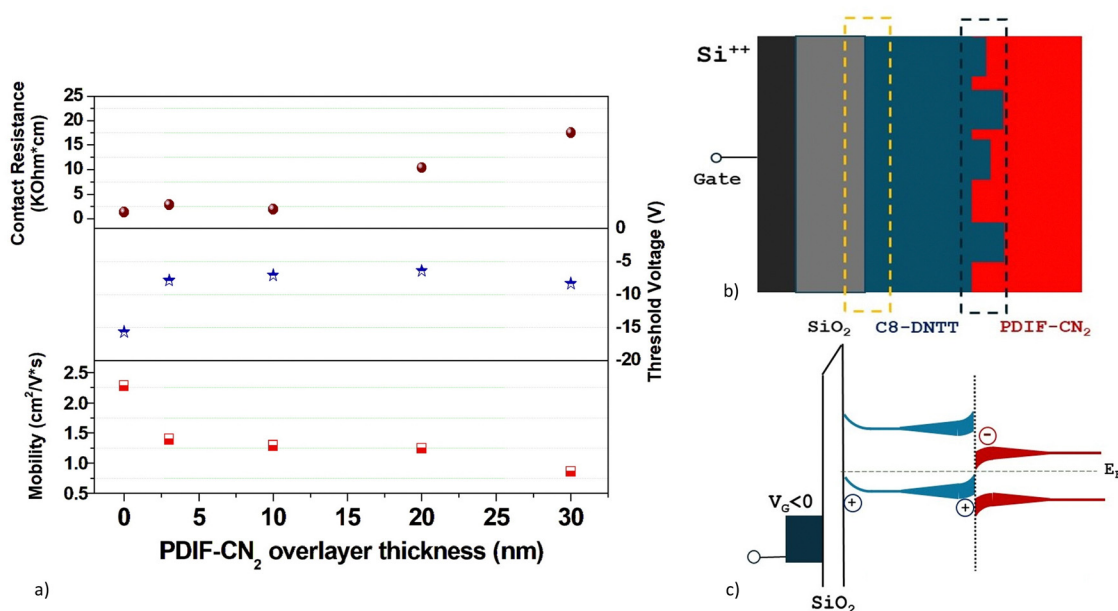 Contact Resistance
(KOhm*cm)
25
20
15
10
5
0
0
-5
-10
-15
-20
Threshold Voltage (V)
Mobility (cm²/V*s)
2.5
2.0
1.5
1.0
0.5
0 5 10 15 20 25 30
PDIF-CN₂ overlayer thickness (nm)
a)
Si⁺⁺
Gate
b)
SiO₂ C8-DNTT PDIF-CN₂
V_G<0
+
+
−
SiO₂
c)